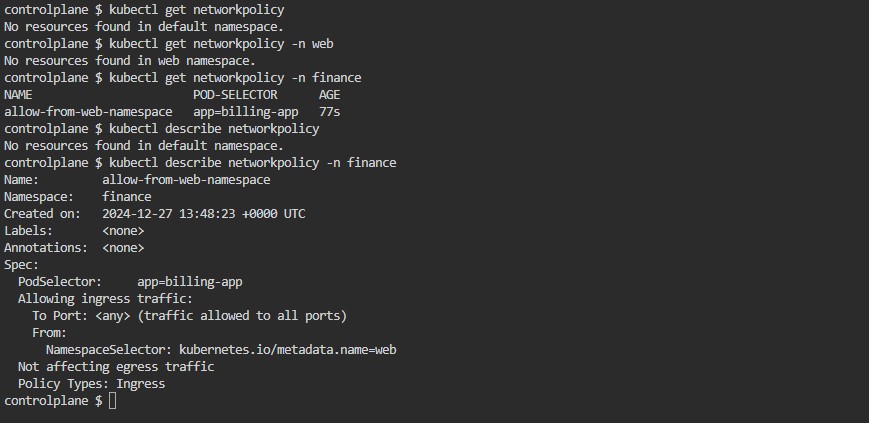 controlplane $ kubectl get networkpolicy
No resources found in default namespace.
controlplane $ kubectl get networkpolicy -n web
No resources found in web namespace.
controlplane $ kubectl get networkpolicy -n finance
NAME                       POD-SELECTOR      AGE
allow-from-web-namespace   app=billing-app   77s
controlplane $ kubectl describe networkpolicy
No resources found in default namespace.
controlplane $ kubectl describe networkpolicy -n finance
Name:         allow-from-web-namespace
Namespace:    finance
Created on:   2024-12-27 13:48:23 +0000 UTC
Labels:       <none>
Annotations:  <none>
Spec:
  PodSelector:     app=billing-app
  Allowing ingress traffic:
    To Port: <any> (traffic allowed to all ports)
    From:
      NamespaceSelector: kubernetes.io/metadata.name=web
  Not affecting egress traffic
  Policy Types: Ingress
controlplane $